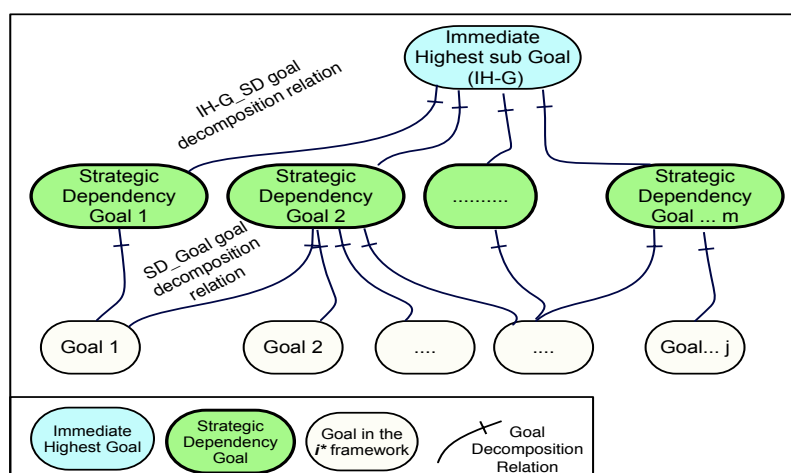 Immediate
Highest sub Goal
(IH-G)
IH-G_SD goal
decomposition relation
Strategic
Dependency
Goal 1
Strategic
Dependency
Goal 2
..........
Strategic
Dependency
Goal ... m
SD_Goal goal
decomposition
relation
Goal 1
Goal 2
....
....
Goal... j
Immediate
Highest Goal
Strategic
Dependency
Goal
Goal in the
i* framework
Goal
Decomposition
Relation